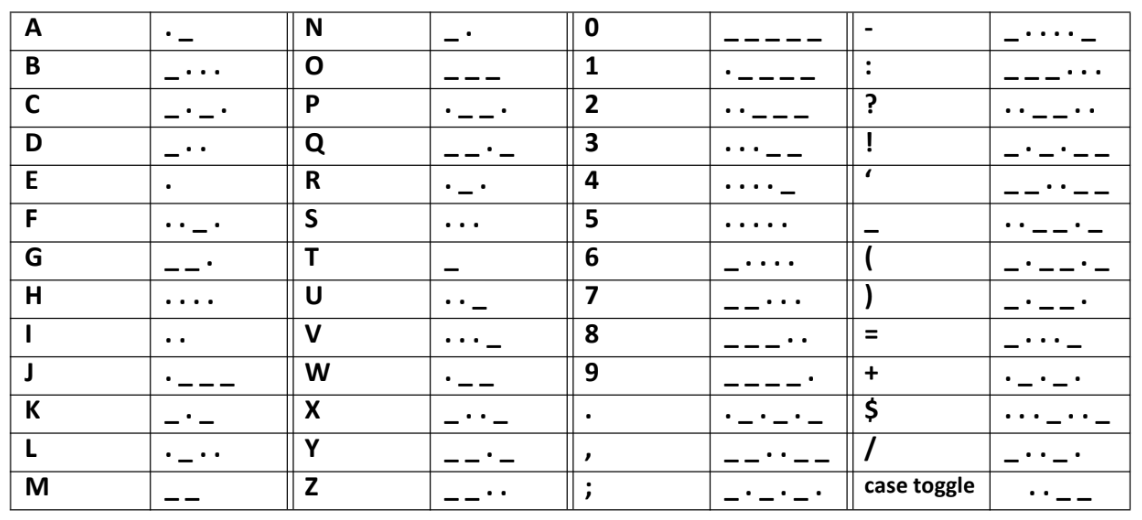 A . _ N _ . 0 _ _ _ _ _ - _ . . . . _
B _ . . . O _ _ _ 1 . _ _ _ _ : _ _ _ . . .
C _ . _ . P . _ _ . 2 . . _ _ _ ? . . _ _ . .
D _ . . Q _ _ . _ 3 . . . _ _ ! _ . _ . _ _
E . R . _ . 4 . . . . _ ‘ _ _ . . _ _
F . . _ . S . . . 5 . . . . . _ . . _ _ . _
G _ _ . T _ 6 _ . . . . ( _ . _ _ . _
H . . . . U . . _ 7 _ _ . . . ) _ . _ _ .
I . . V . . . _ 8 _ _ _ . . = _ . . . _
J . _ _ _ W . _ _ 9 _ _ _ _ . + . _ . _ .
K _ . _ X _ . . _ . . _ . _ . _ $ . . . _ . . _
L . _ . . Y _ _ . _ , _ _ . . _ _ / _ . . _ .
M _ _ Z _ _ . . ; _ . _ . _ . case toggle . . _ _